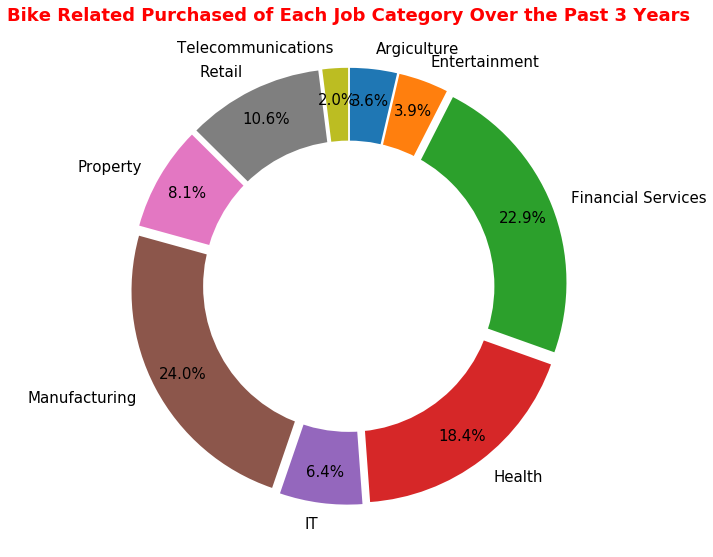 Bike Related Purchased of Each Job Category Over the Past 3 Years
Telecommunications
Argiculture
Retail
Entertainment
2.0%
3.6%
3.9%
10.6%
Property
8.1%
Financial Services
22.9%
Manufacturing
24.0%
18.4%
Health
6.4%
IT